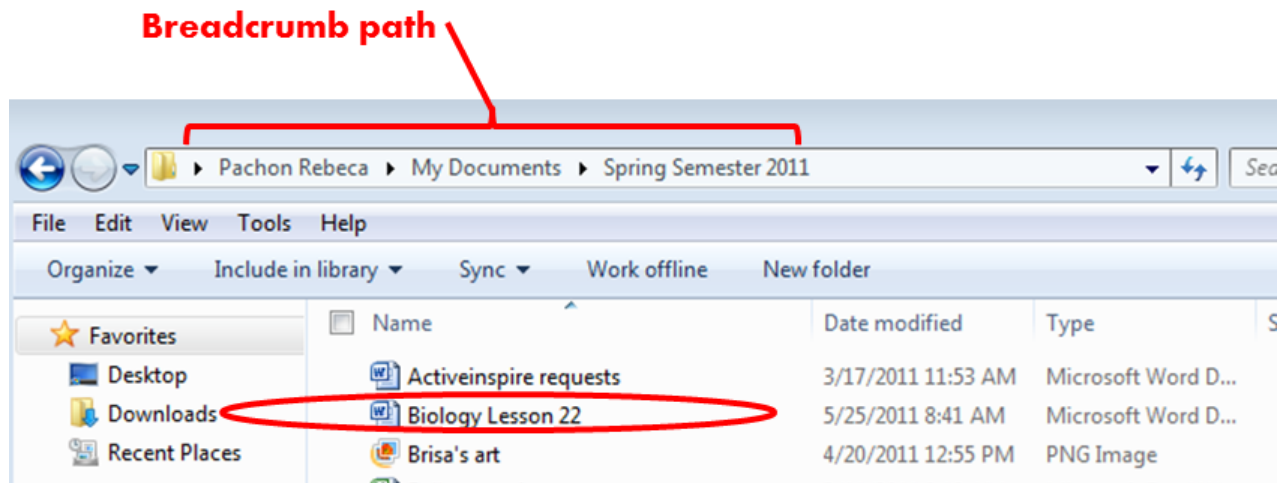 Breadcrumb path
Pachon Rebeca My Documents Spring Semester 2011
File Edit View Tools Help
Organize Include in library Sync Work offline New folder
Favorites Name Date modified Type
Desktop Activeinspire requests 3/17/2011 11:53 AM Microsoft Word D...
Downloads Biology Lesson 22 5/25/2011 8:41 AM Microsoft Word D...
Recent Places Brisa's art 4/20/2011 12:55 PM PNG Image